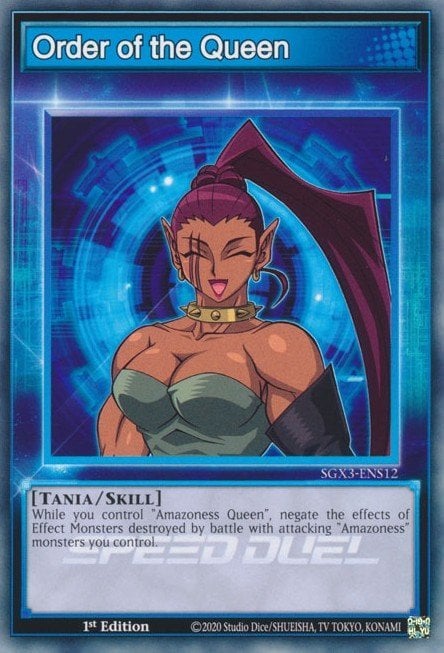 Order of the Queen
SGX3-ENS12
[TANIA/SKILL]
While you control "Amazoness Queen", negate the effects of
Effect Monsters destroyed by battle with attacking "Amazoness"
monsters you control.
SPEED DUEL
1st Edition
©2020 Studio Dice/SHUEISHA, TV TOKYO, KONAMI